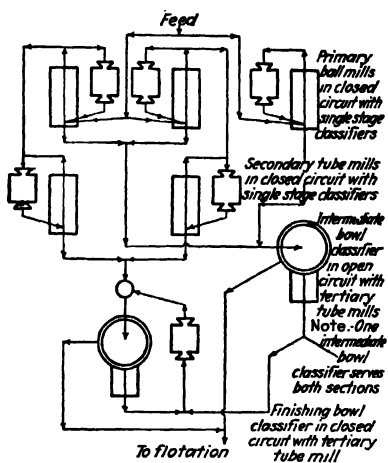 Feed
Primary
ball mills
in closed
circuit with
single stage
classifiers
Secondary tube mills
in closed circuit with
single stage classifiers
Intermediate
bowl
classifier
in open
circuit with
tertiary
tube mills
Note.-One
intermediate
bowl
classifier serves
both sections
Finishing bowl
classifier in closed
circuit with tertiary
tube mill
To flotation